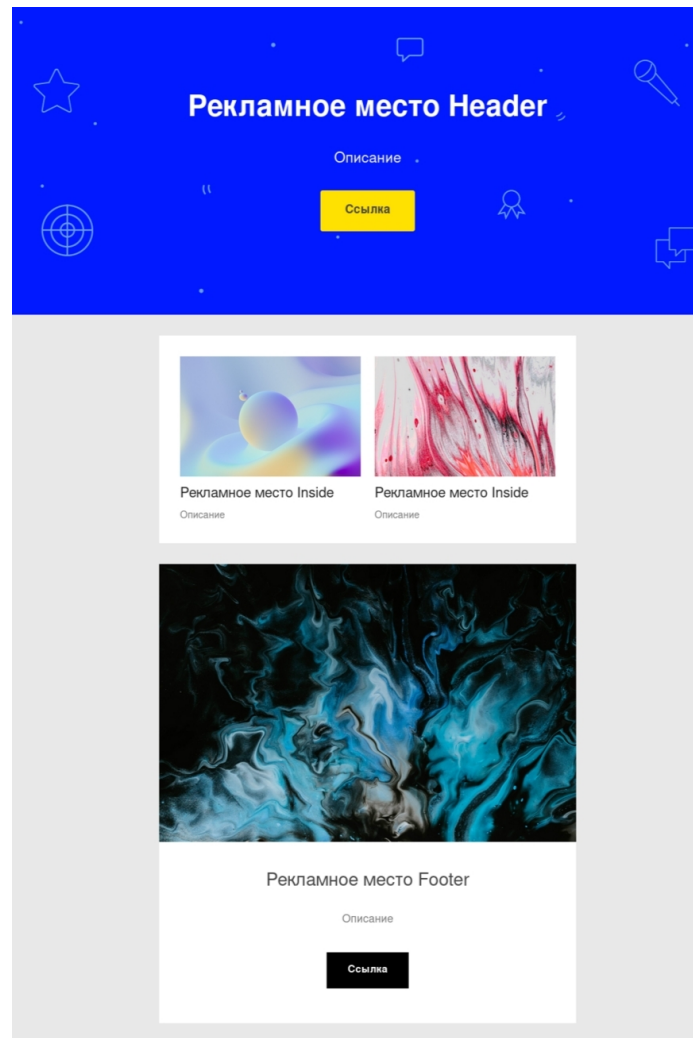 Рекламное место Header
Описание
Ссылка
Рекламное место Inside
Описание
Рекламное место Inside
Описание
Рекламное место Footer
Описание
Ссылка